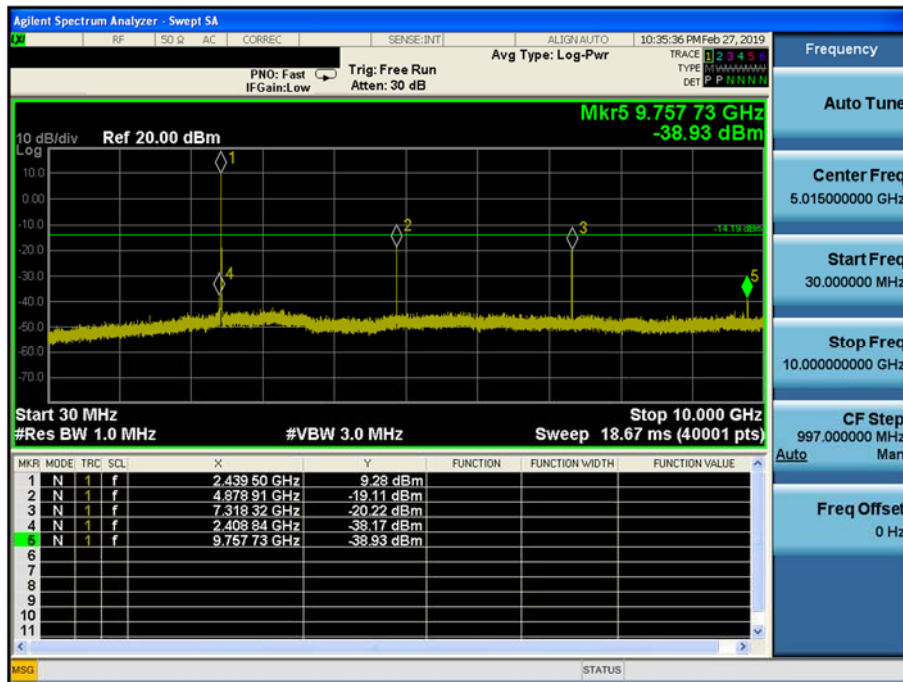 Agilent Spectrum Analyzer - Swept SA
LXI RF 50 Ω AC CORREC SENSE:INT ALIGN AUTO 10:35:36 PM Feb 27, 2019
Frequency
Avg Type: Log-Pwr
TRACE 1 2 3 4 5 6
PNO: Fast
Trig: Free Run
TYPE
IFGain:Low
Atten: 30 dB
DET P P N N N N
Auto Tune
Mkr5 9.757 73 GHz
-38.93 dBm
10 dB/div
Ref 20.00 dBm
Log
10.0
0.00
-10.0
-20.0
-30.0
-40.0
-50.0
-60.0
-70.0
1
2
3
4
5
-14.19 dBm
Center Freq
5.015000000 GHz
Start Freq
30.000000 MHz
Stop Freq
10.000000000 GHz
Start 30 MHz
Stop 10.000 GHz
#Res BW 1.0 MHz
#VBW 3.0 MHz
Sweep 18.67 ms (40001 pts)
CF Step
997.000000 MHz
Auto Man
MKR MODE TRC SCL X Y FUNCTION FUNCTION WIDTH FUNCTION VALUE
1 N 1 f 2.439 50 GHz 9.28 dBm
2 N 1 f 4.878 91 GHz -19.11 dBm
3 N 1 f 7.318 32 GHz -20.22 dBm
4 N 1 f 2.408 84 GHz -38.17 dBm
5 N 1 f 9.757 73 GHz -38.93 dBm
6
7
8
9
10
11
Freq Offset
0 Hz
MSG
STATUS